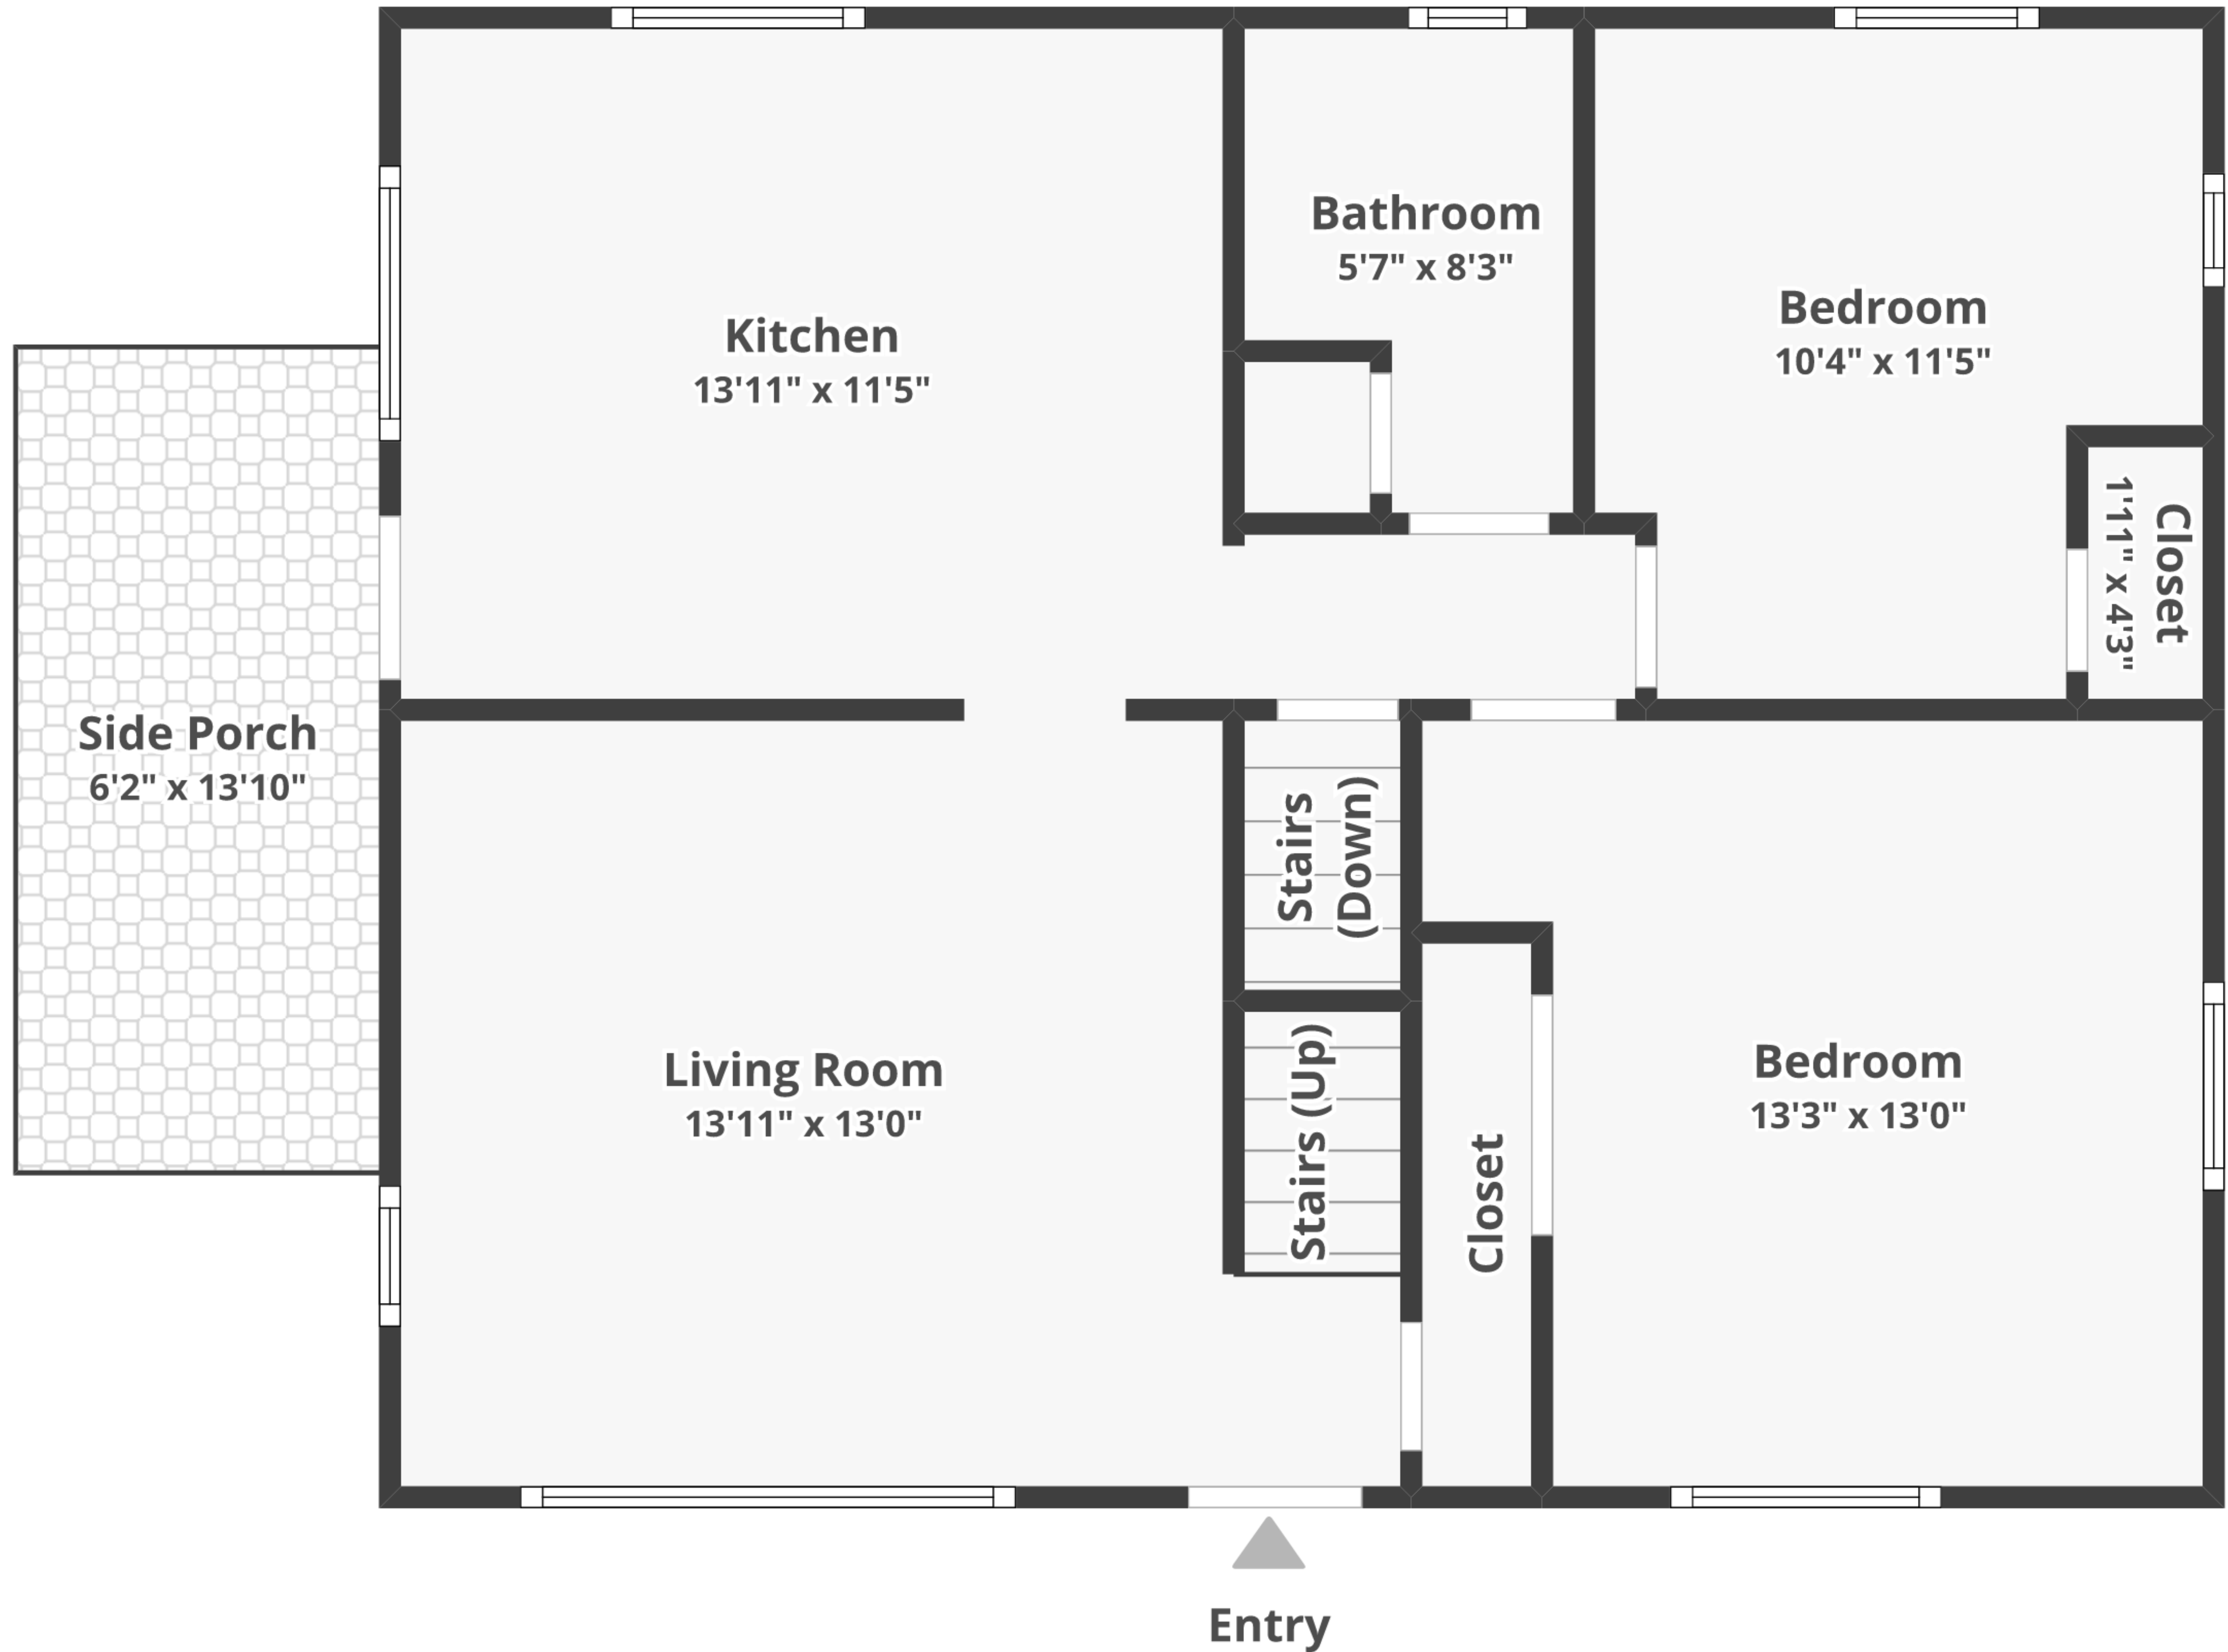 Bathroom
5'7" x 8'3"
Kitchen
13'11" x 11'5"
Bedroom
10'4" x 11'5"
Closet
1'11" x 4'3"
Side Porch
6'2" x 13'10"
Stairs
(Down)
Living Room
13'11" x 13'0"
Stairs (Up)
Closet
Bedroom
13'3" x 13'0"
Entry